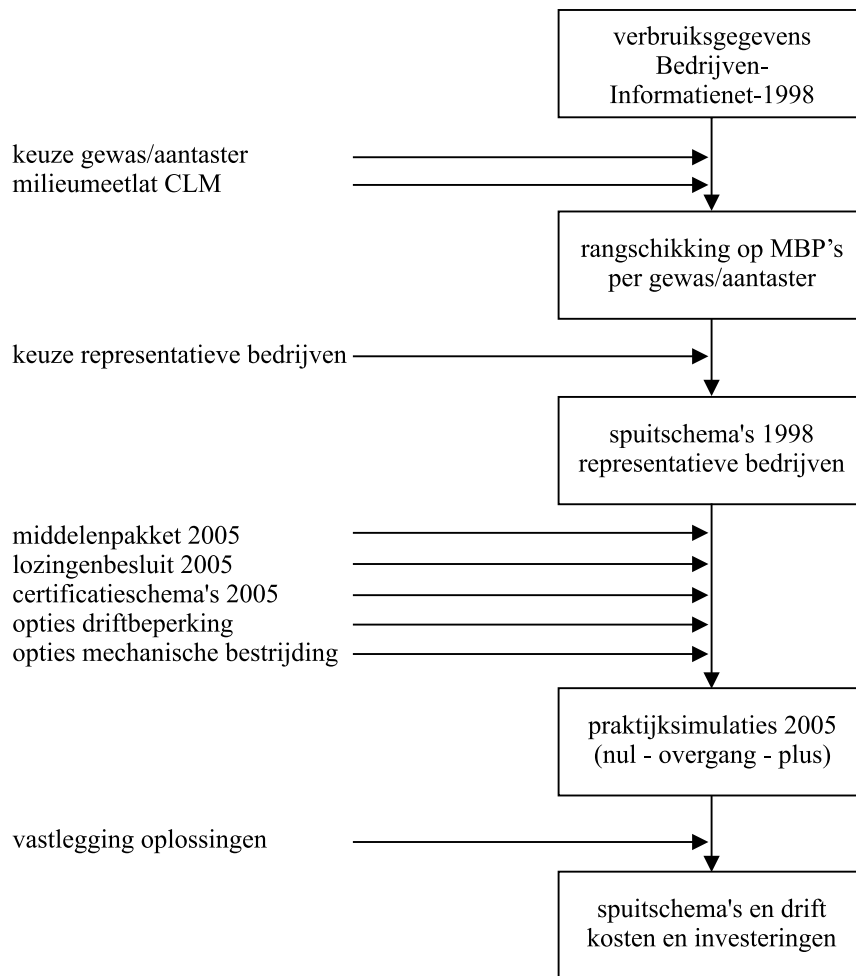 verbruiksgegevens
Bedrijven-
Informatienet-1998
keuze gewas/aantaster
milieumeetlat CLM
rangschikking op MBP’s
per gewas/aantaster
keuze representatieve bedrijven
spuitschema's 1998
representatieve bedrijven
middelenpakket 2005
lozingenbesluit 2005
certificatieschema's 2005
opties driftbeperking
opties mechanische bestrijding
praktijksimulaties 2005
(nul - overgang - plus)
vastlegging oplossingen
spuitschema's en drift
kosten en investeringen